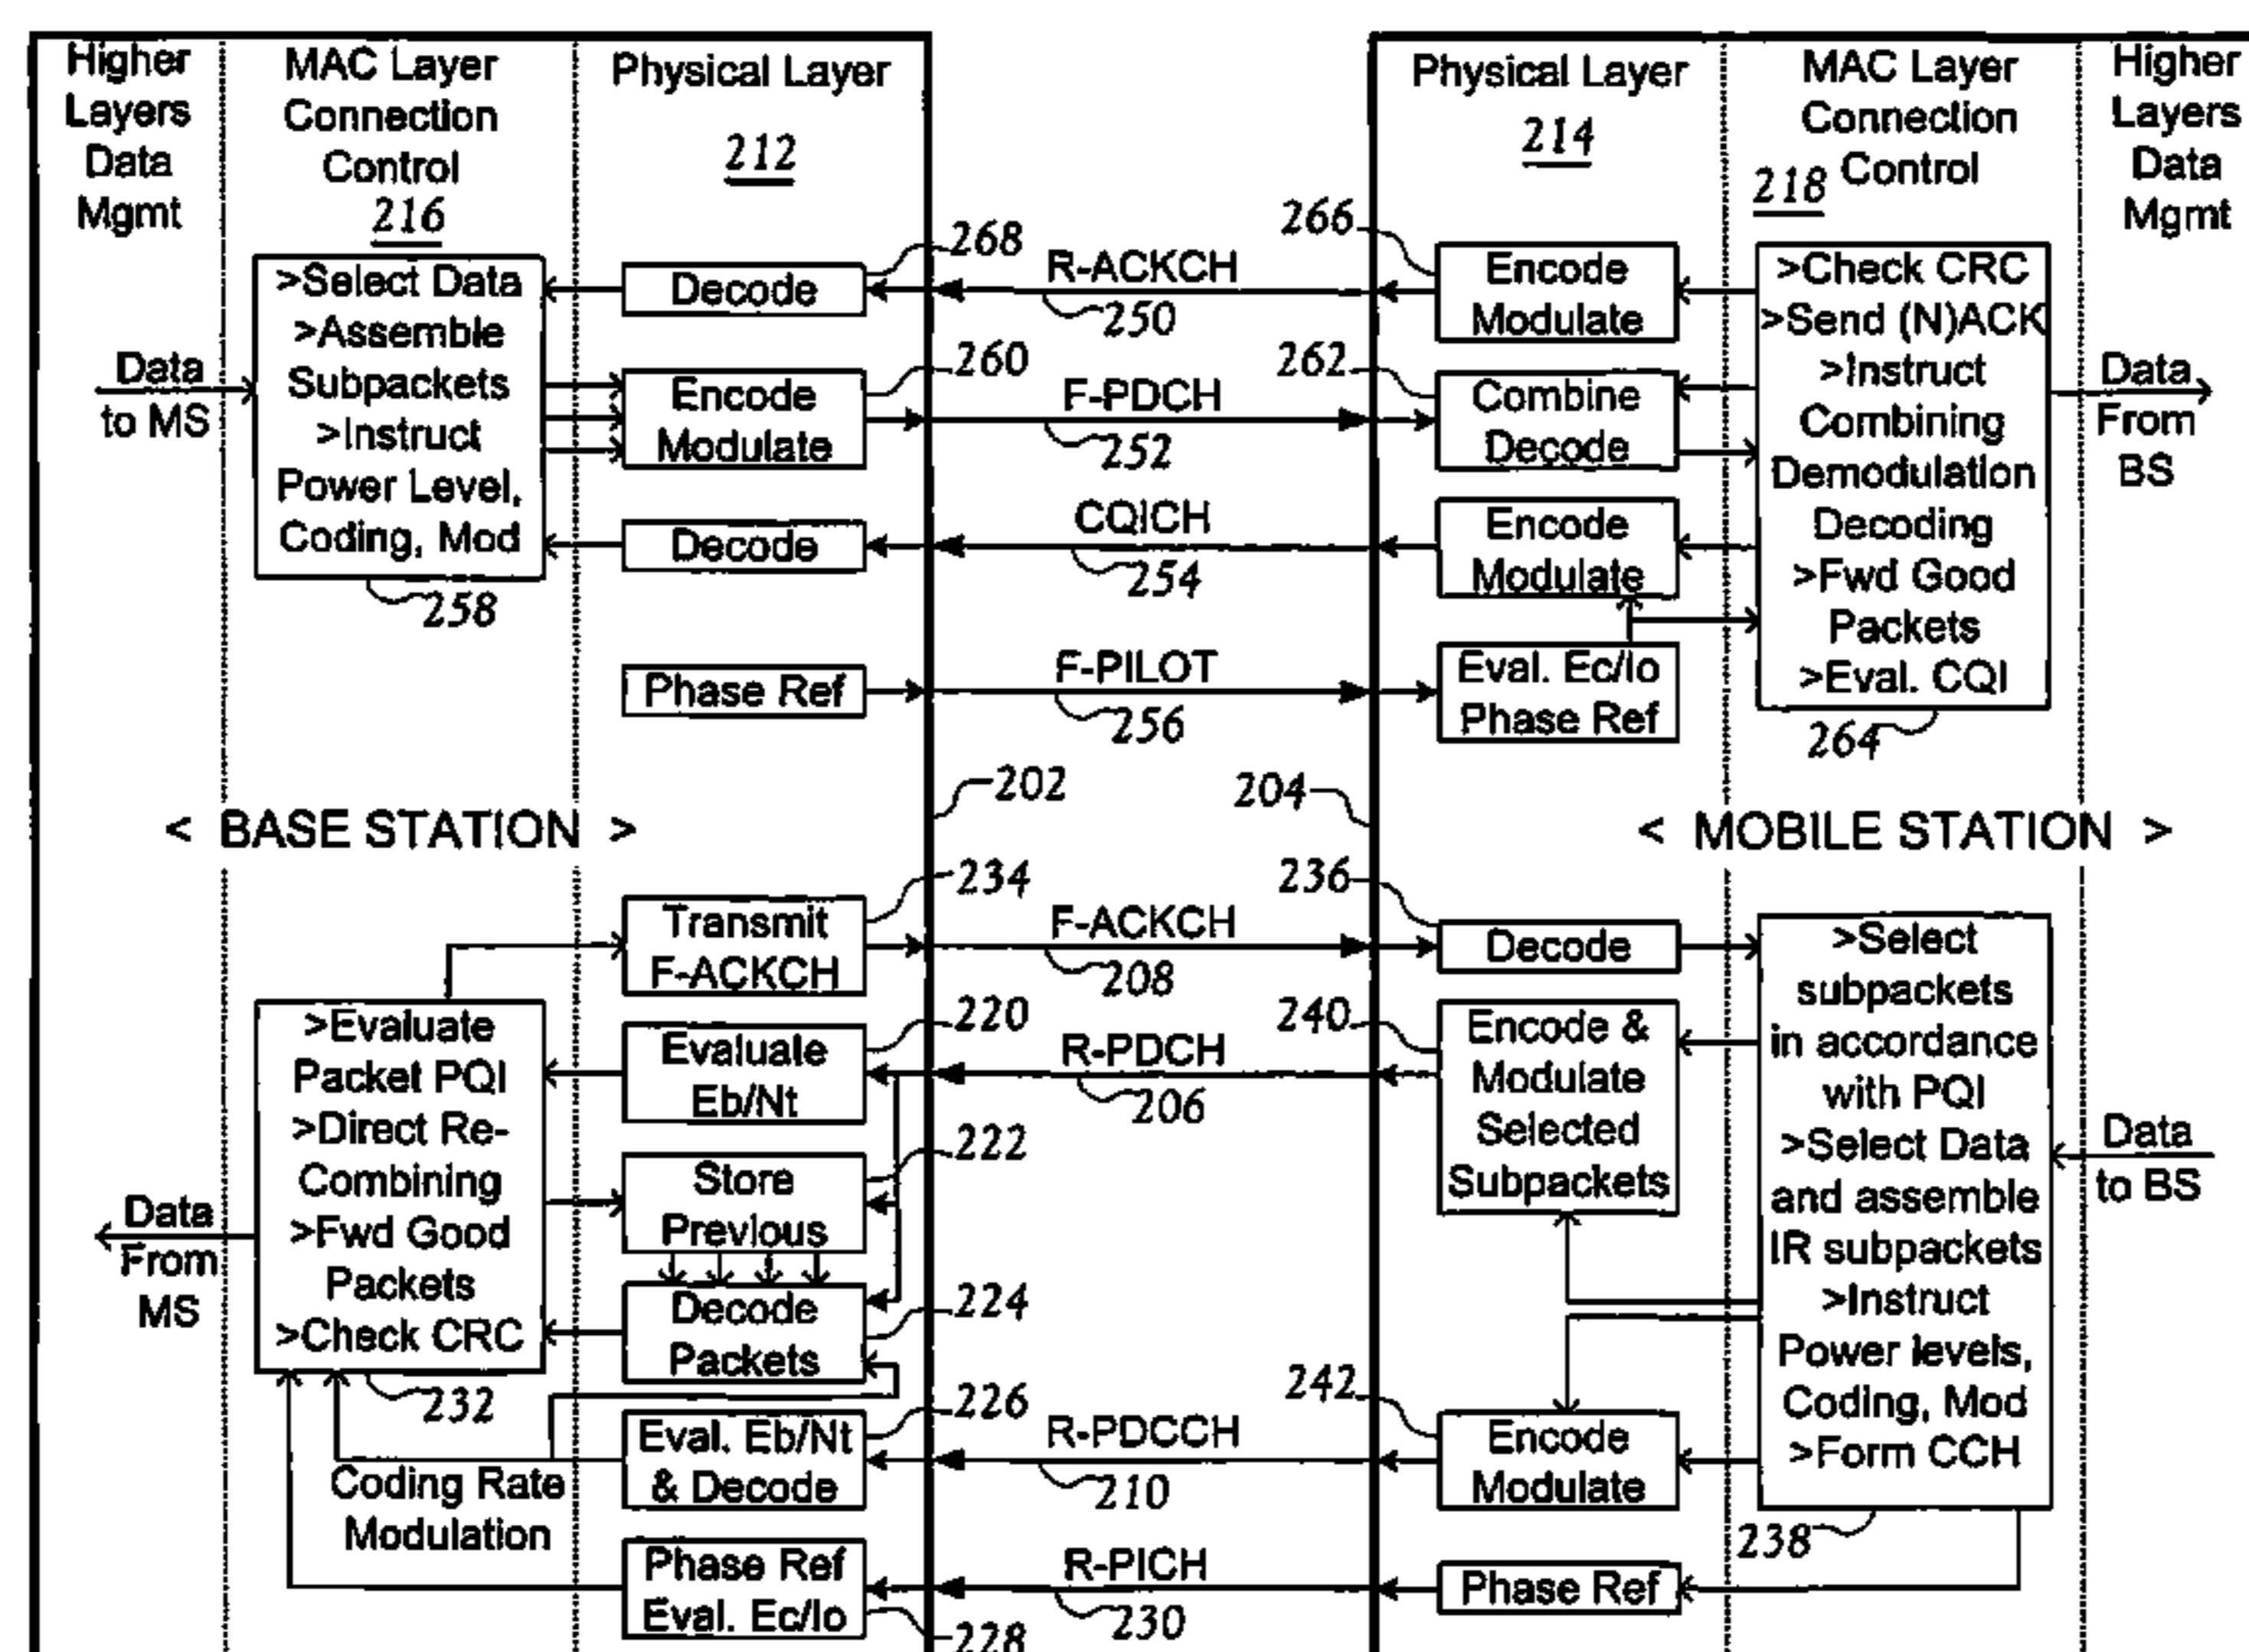 Higher
Layers
Data
Mgmt
MAC Layer
Connection
Control
216
Physical Layer
212
Physical Layer
214
MAC Layer
Connection
Control
218
Higher
Layers
Data
Mgmt
Data
to MS
>Select Data
>Assemble
Subpackets
>Instruct
Power Level,
Coding, Mod
258
Decode
268
R-ACKCH
250
266
Encode
Modulate
Encode
Modulate
260
F-PDCH
252
262
Combine
Decode
Decode
CQICH
254
Encode
Modulate
Phase Ref
F-PILOT
256
Eval. Ec/Io
Phase Ref
>Check CRC
>Send (N)ACK
>Instruct
Combining
Demodulation
Decoding
>Fwd Good
Packets
>Eval. CQI
264
Data
From
BS
202
204
< BASE STATION >
< MOBILE STATION >
Data
From
MS
>Evaluate
Packet PQI
>Direct Re-
Combining
>Fwd Good
Packets
>Check CRC
232
Transmit
F-ACKCH
234
F-ACKCH
208
236
Decode
Evaluale
Eb/Nt
220
R-PDCH
206
240
Encode &
Modulate
Selected
Subpackets
Store
Previous
222
Decode
Packets
224
Coding Rate
Modulation
Eval. Eb/Nt
& Decode
226
R-PDCCH
210
242
Encode
Modulate
Phase Ref
Eval. Ec/Io
228
R-PICH
230
Phase Ref
>Select
subpackets
in accordance
with PQI
>Select Data
and assemble
IR subpackets
>Instruct
Power levels,
Coding, Mod
>Form CCH
238
Data
to BS